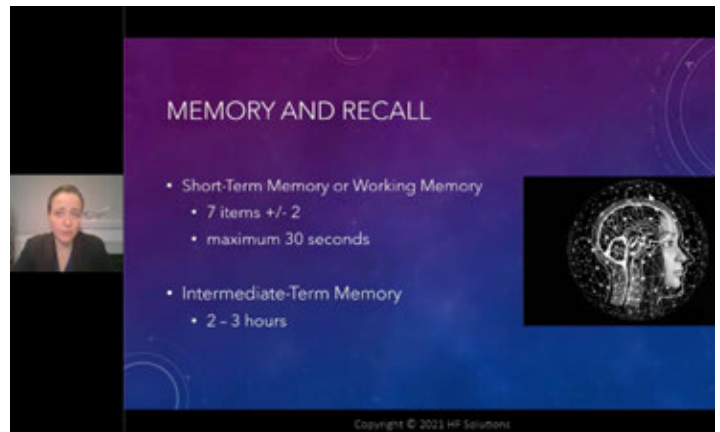 MEMORY AND RECALL
• Short-Term Memory or Working Memory
• 7 items +/- 2
• maximum 30 seconds
• Intermediate-Term Memory
• 2 – 3 hours
Copyright © 2021 HF Solutions